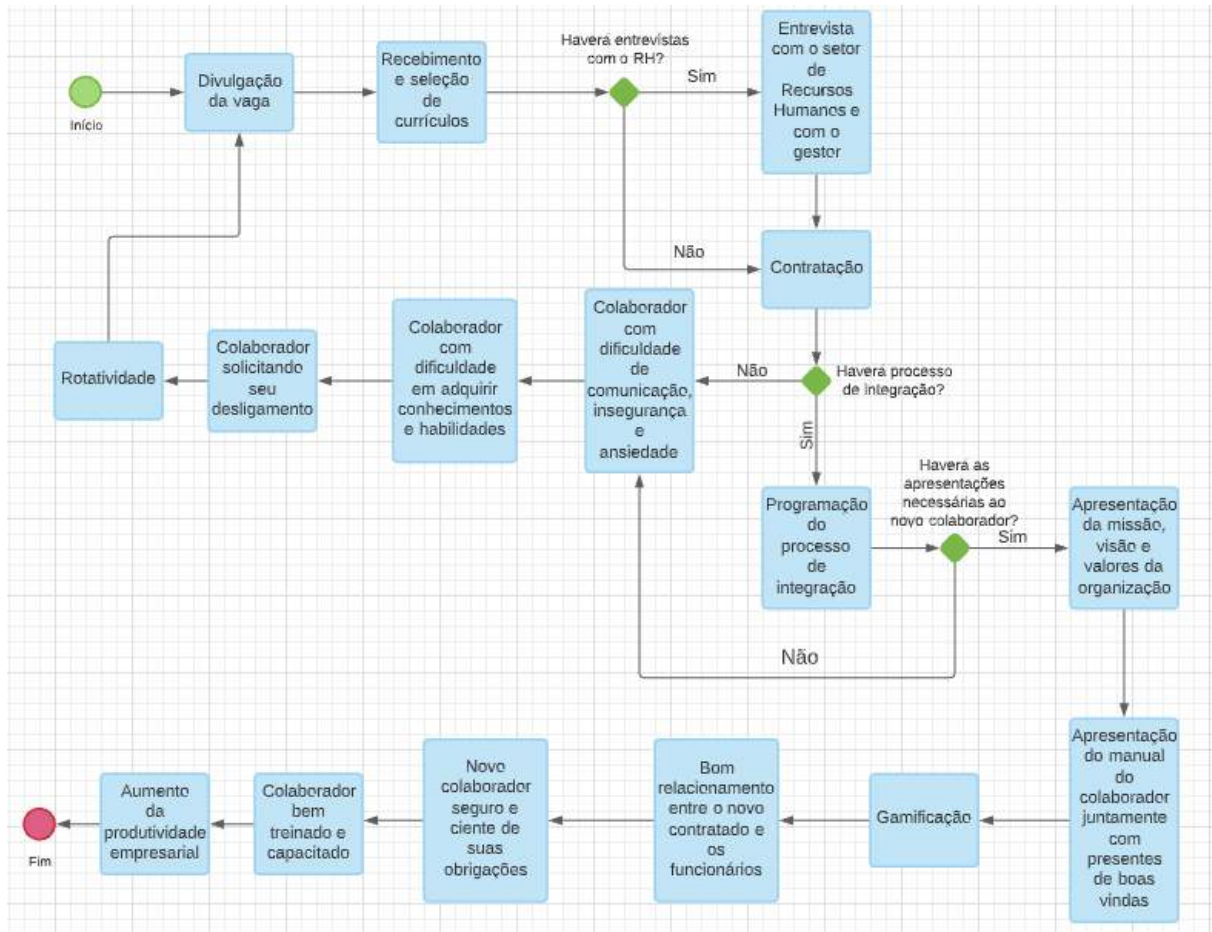 Início
Divulgação
da vaga
Recebimento
e seleção
de
currículos
Haverá entrevistas
com o RH?
Sim
Não
Entrevista
com o setor
de
Recursos
Humanos e
com o
gestor
Contratação
Haverá processo
de integração?
Não
Sim
Colaborador
com
dificuldade
de
comunicação,
insegurança
e
ansiedade
Colaborador
com
dificuldade
em adquirir
conhecimentos
e habilidades
Colaborador
solicitando
seu
desligamento
Rotatividade
Programação
do
processo
de
integração
Haverá as
apresentações
necessárias ao
novo colaborador?
Sim
Não
Apresentação
da missão,
visão e
valores da
organização
Apresentação
do manual
do
colaborador
juntamente
com
presentes
de boas
vindas
Gamificação
Bom
relacionamento
entre o novo
contratado e
os
funcionários
Novo
colaborador
seguro e
ciente de
suas
obrigações
Colaborador
bem
treinado e
capacitado
Aumento
da
produtividade
empresarial
Fim